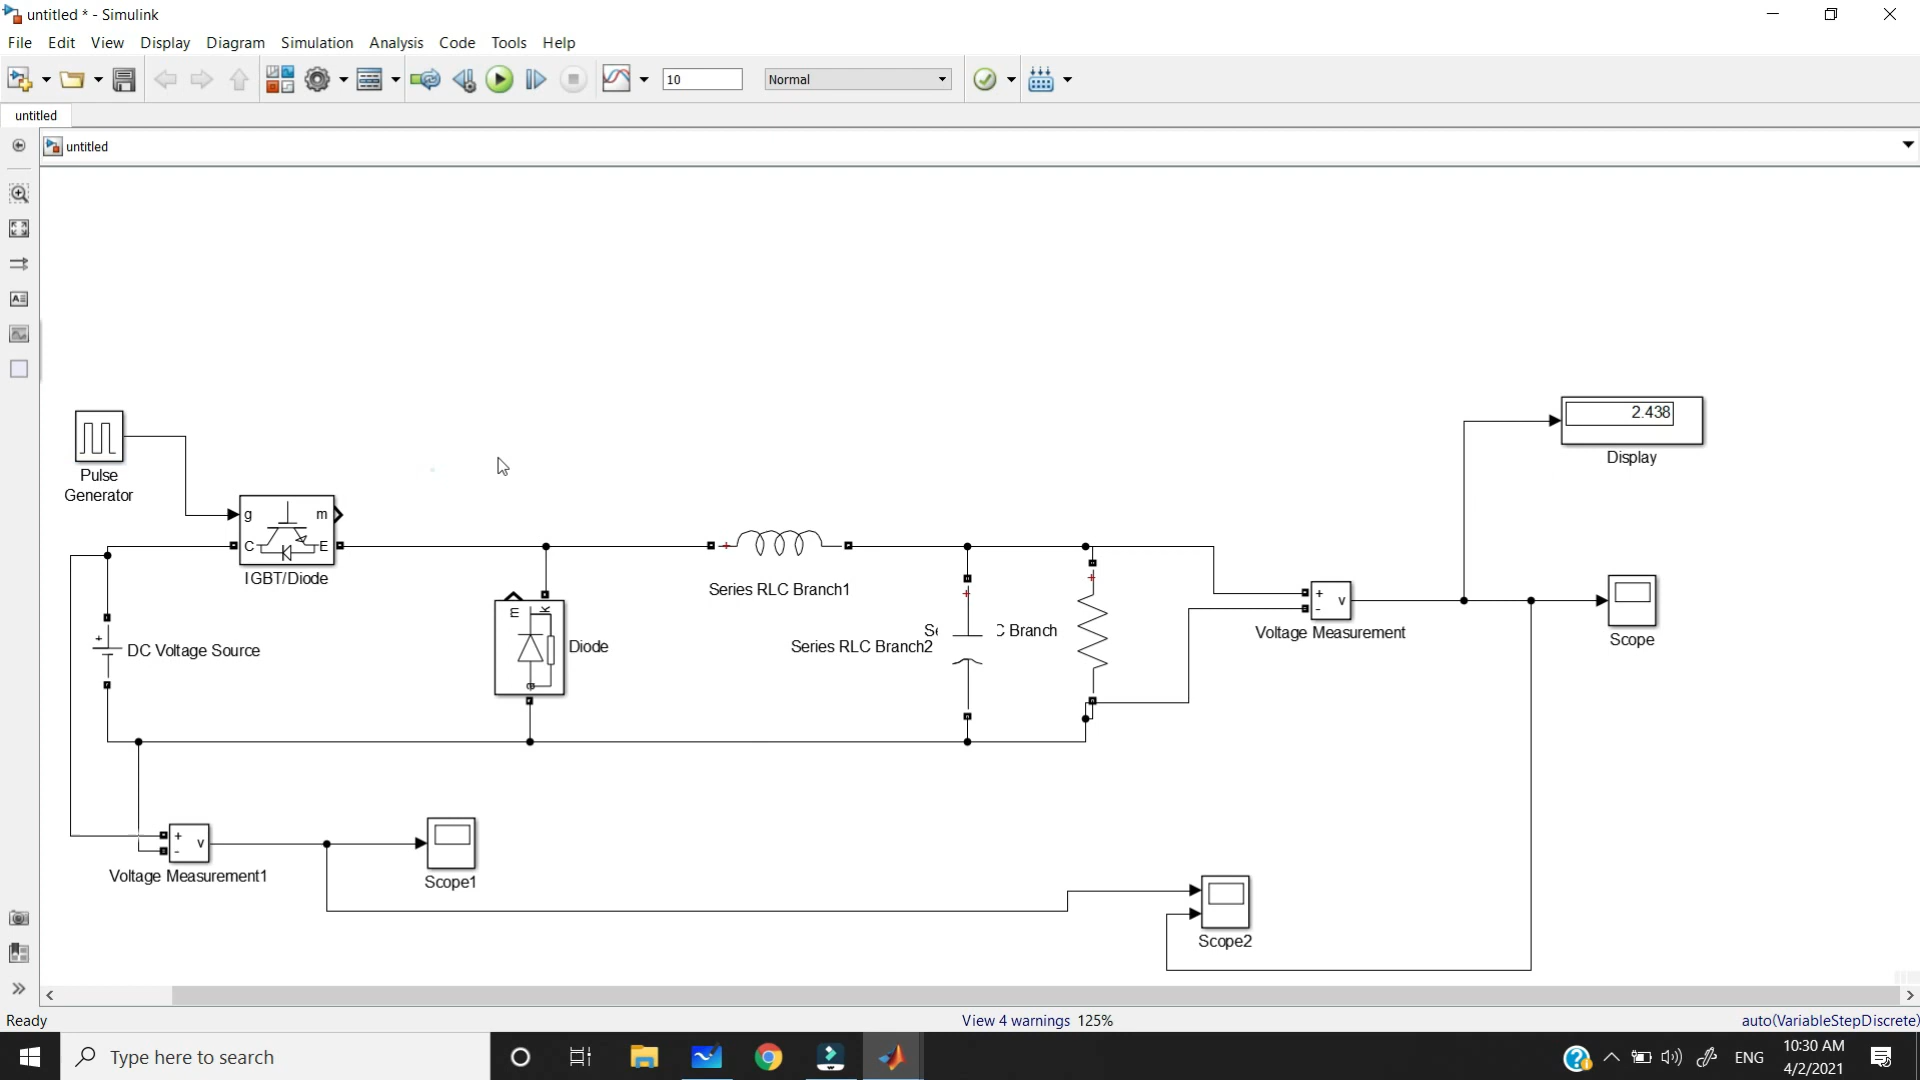 untitled * - Simulink
File Edit View Display Diagram Simulation Analysis Code Tools Help
10
Normal
untitled
untitled
2.438
Display
Pulse
Generator
g m
C E
IGBT/Diode
+
Series RLC Branch1
+
+
m k
Diode
a
+
DC Voltage Source
C Branch
Series RLC Branch2
+
- v
Voltage Measurement
Scope
+
- v
Voltage Measurement1
Scope1
Scope2
Ready
View 4 warnings 125%
auto(VariableStepDiscrete)
Type here to search
ENG
10:30 AM
4/2/2021